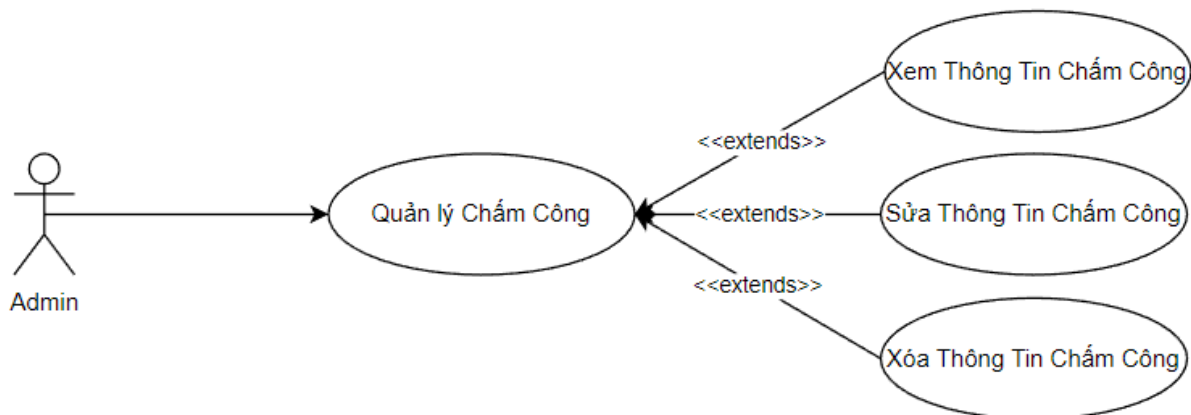 Xem Thông Tin Chấm Công
<<extends>>
Quản lý Chấm Công
<<extends>>
Sửa Thông Tin Chấm Công
<<extends>>
Admin
Xóa Thông Tin Chấm Công